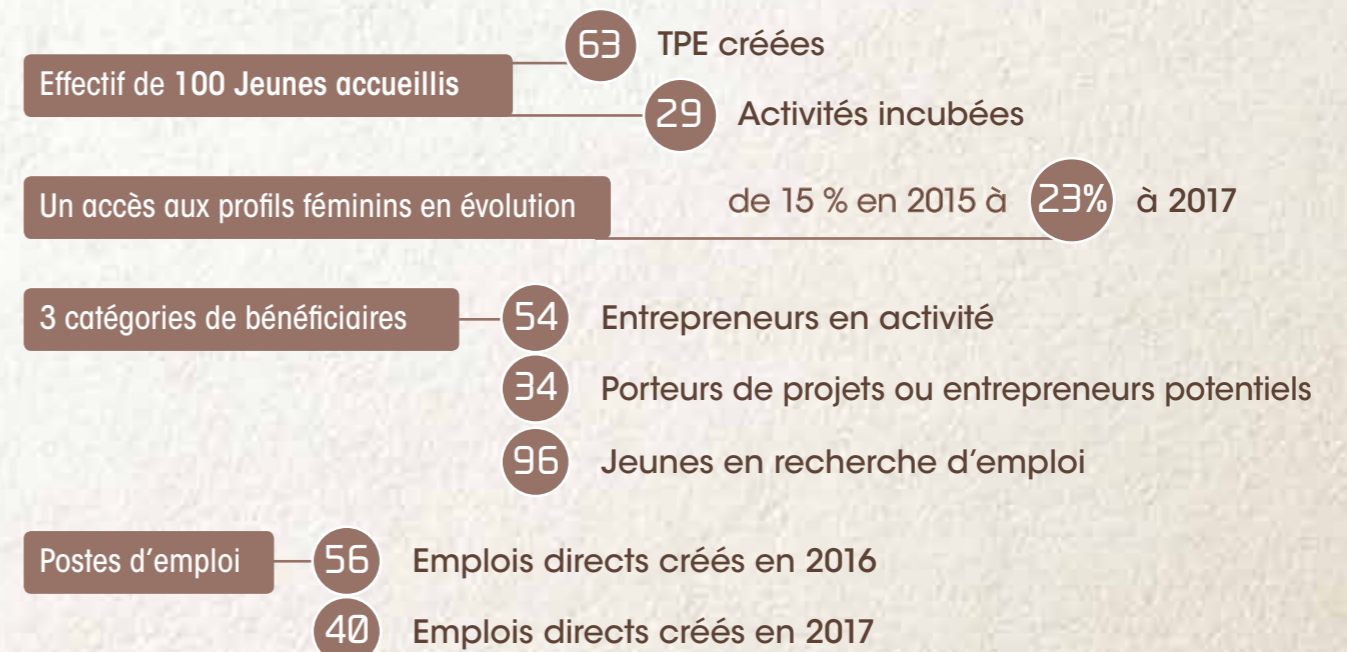 63 TPE créées
Effectif de 100 Jeunes accueillis
29 Activités incubées
Un accès aux profils féminins en évolution de 15 % en 2015 à 23% à 2017
3 catégories de bénéficiaires 54 Entrepreneurs en activité
34 Porteurs de projets ou entrepreneurs potentiels
96 Jeunes en recherche d'emploi
Postes d'emploi 56 Emplois directs créés en 2016
40 Emplois directs créés en 2017